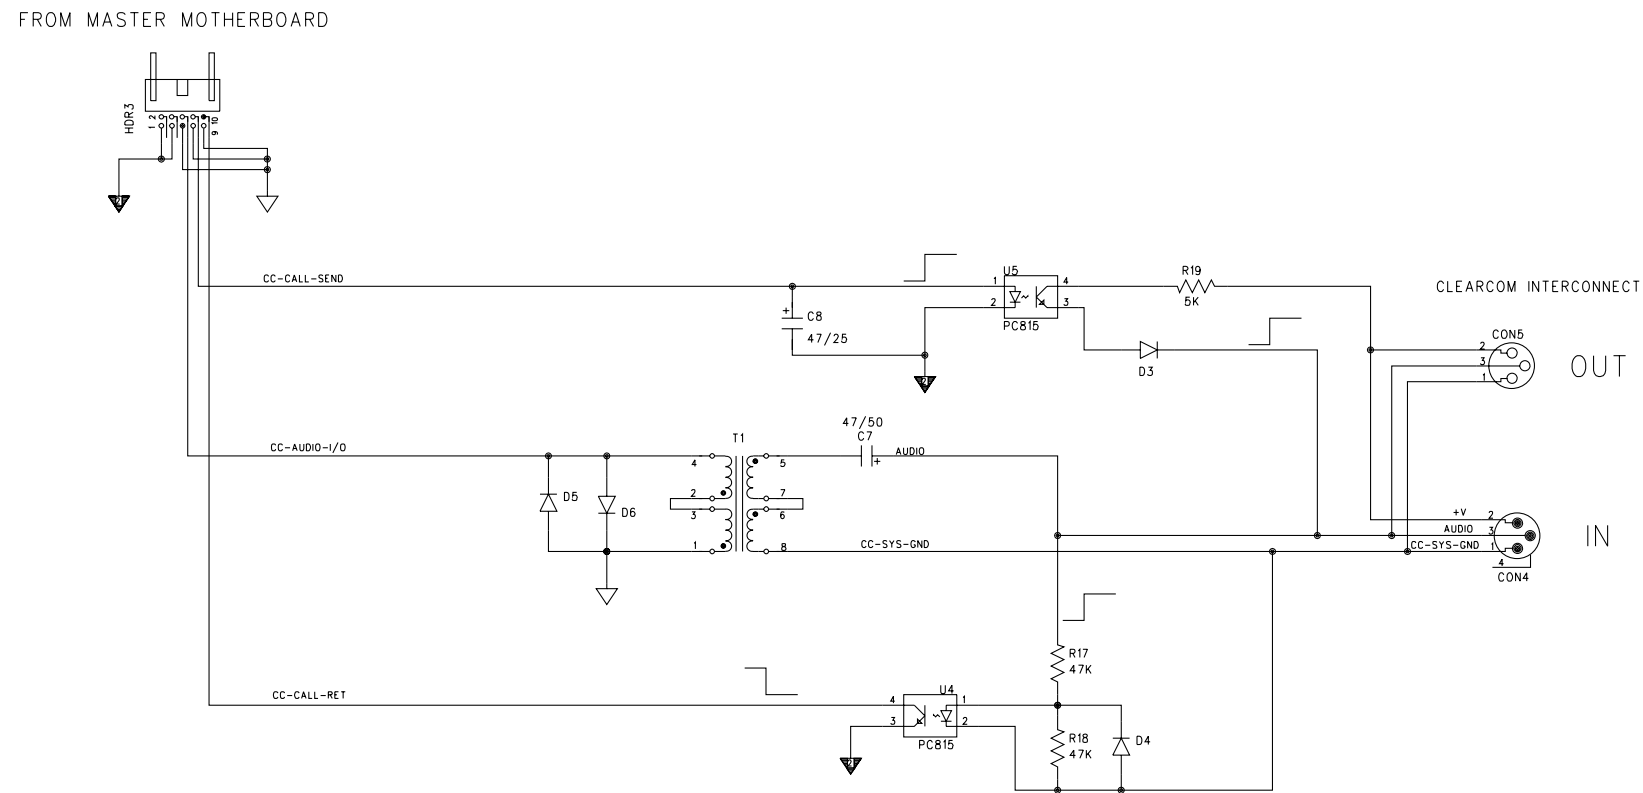 FROM MASTER MOTHERBOARD
HDR3
1 2
9 10
2
CC-CALL-SEND
C8
47/25
+
2
U5
1
2
4
3
PC815
R19
5K
D3
CLEARCOM INTERCONNECT
CON5
2
3
1
OUT
CC-AUDIO-I/O
D5
D6
T1
4
2
3
1
5
7
6
8
47/50
C7
+
AUDIO
CC-SYS-GND
+V
2
AUDIO
3
CC-SYS-GND
1
4
CON4
IN
R17
47K
CC-CALL-RET
U4
4
3
1
2
PC815
2
R18
47K
D4